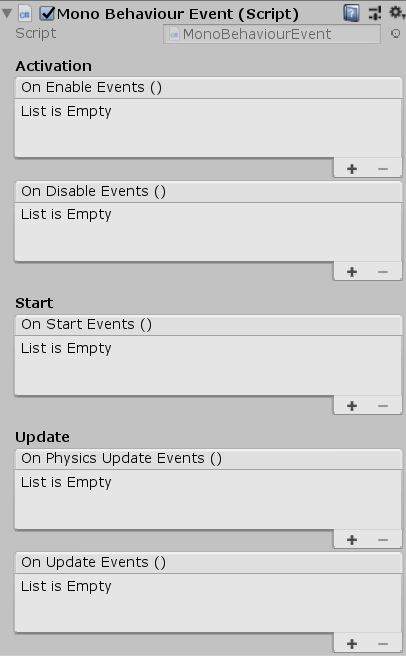 Mono Behaviour Event (Script)
Script MonoBehaviourEvent
Activation
On Enable Events ()
List is Empty
On Disable Events ()
List is Empty
Start
On Start Events ()
List is Empty
Update
On Physics Update Events ()
List is Empty
On Update Events ()
List is Empty